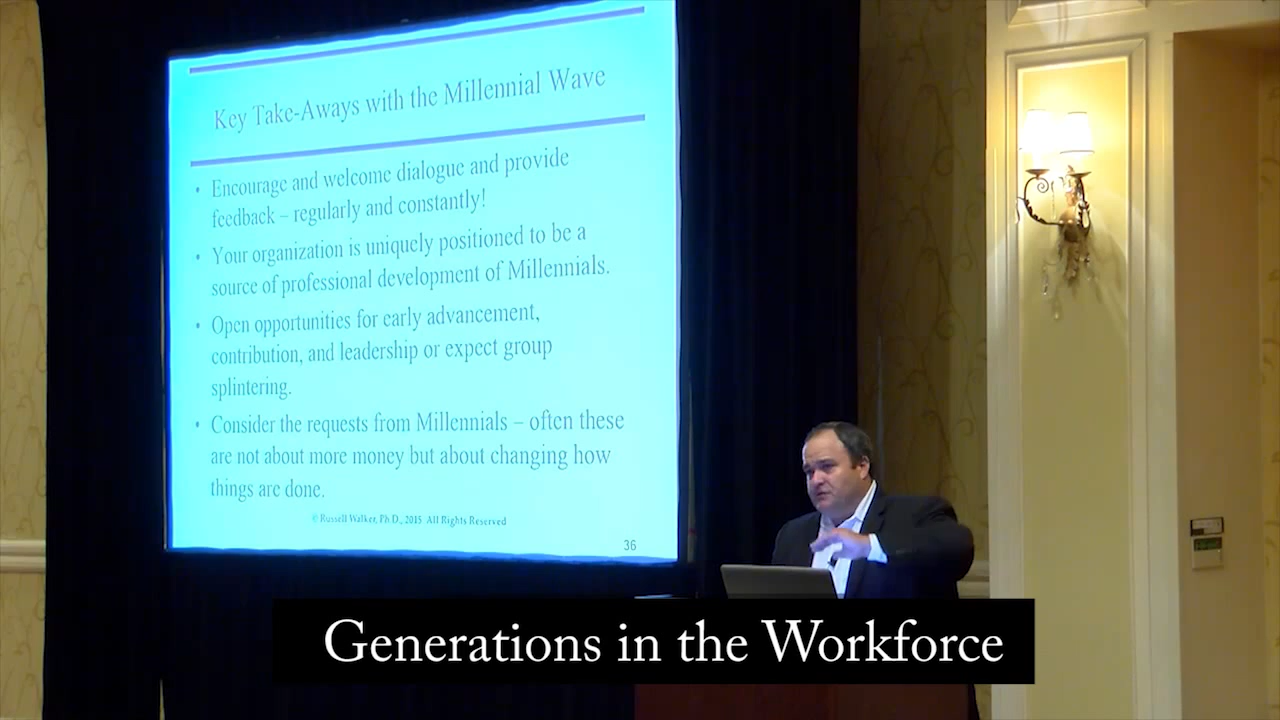 Key Take-Aways with the Millennial Wave
• Encourage and welcome dialogue and provide
feedback – regularly and constantly!
• Your organization is uniquely positioned to be a
source of professional development of Millennials.
• Open opportunities for early advancement,
contribution, and leadership or expect group
splintering.
• Consider the requests from Millennials – often these
are not about more money but about changing how
things are done.
© Russell Walker, Ph.D., 2015 All Rights Reserved
36
Generations in the Workforce